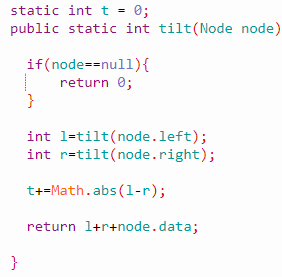 static int t = 0;
public static int tilt(Node node)
if(node==null){
return 0;
}
int l=tilt(node.left);
int r=tilt(node.right);
t+=Math.abs(l-r);
return l+r+node.data;
}